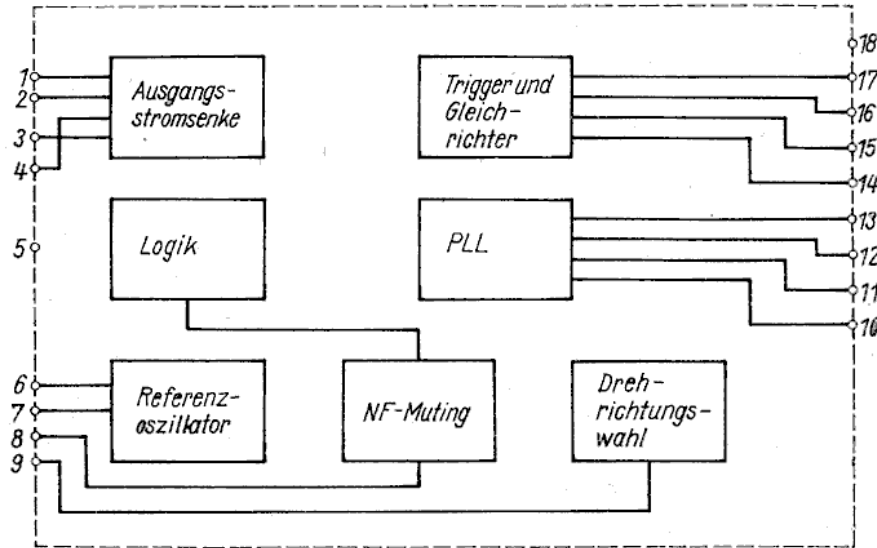 1
2
3
4
5
6
7
8
9
Ausgangs-
stromsenke
Trigger und
Gleich-
richter
Logik
PLL
Referenz-
oszillator
NF-Muting
Dreh-
richtungs-
wahl
18
17
16
15
14
13
12
11
10